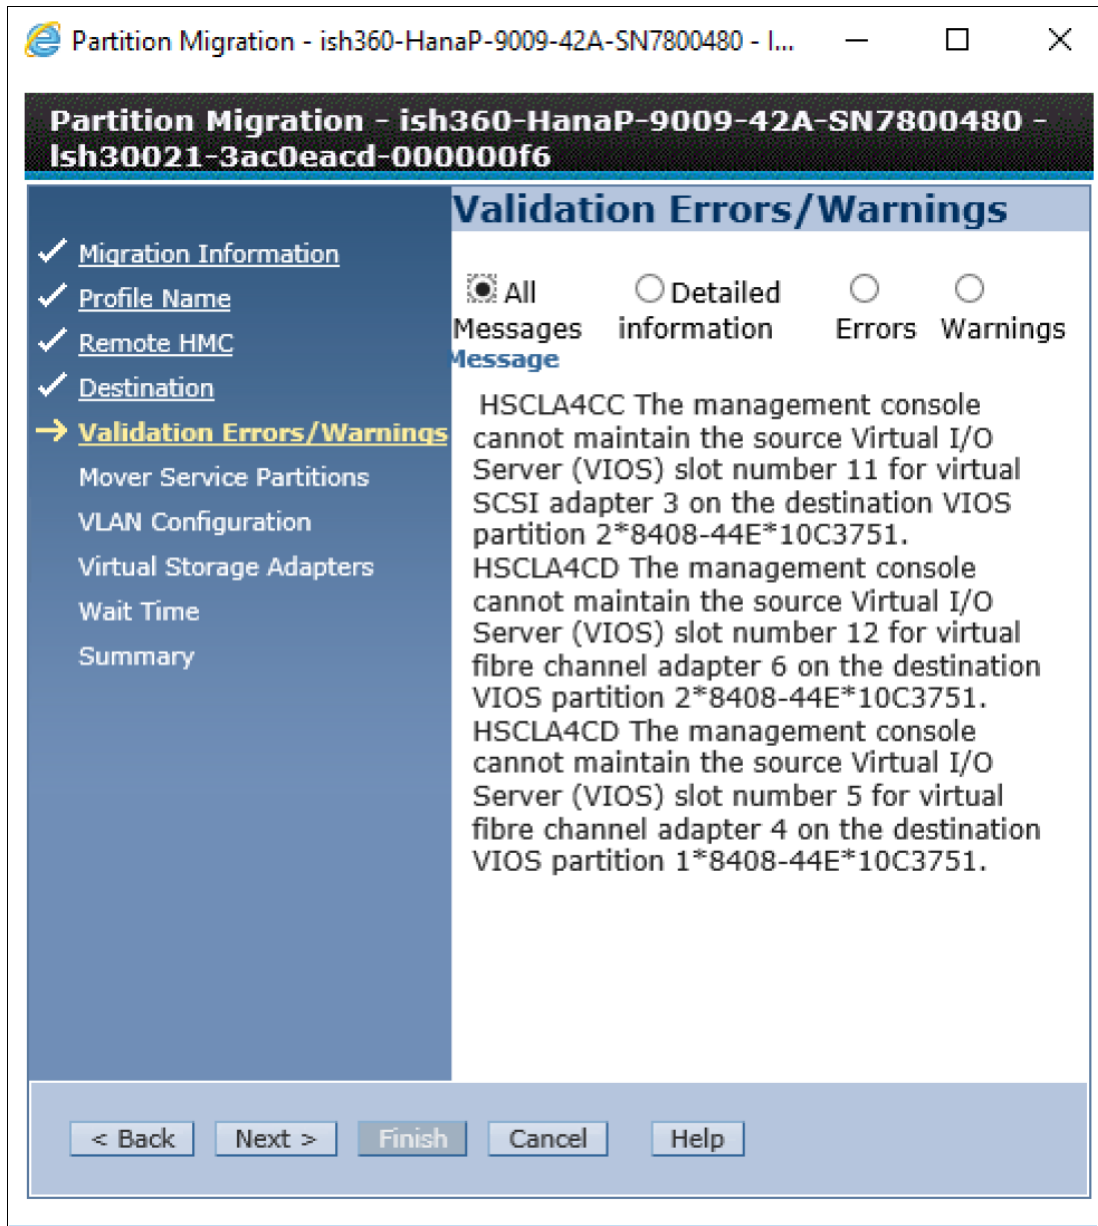 Partition Migration - ish360-HanaP-9009-42A-SN7800480 - I...
Partition Migration - ish360-HanaP-9009-42A-SN7800480 -
lsh30021-3ac0eacd-000000f6
Validation Errors/Warnings
Migration Information
Profile Name
Remote HMC
Destination
Validation Errors/Warnings
Mover Service Partitions
VLAN Configuration
Virtual Storage Adapters
Wait Time
Summary
All Messages
Detailed information
Errors
Warnings
Message
HSCLA4CC The management console
cannot maintain the source Virtual I/O
Server (VIOS) slot number 11 for virtual
SCSI adapter 3 on the destination VIOS
partition 2*8408-44E*10C3751.
HSCLA4CD The management console
cannot maintain the source Virtual I/O
Server (VIOS) slot number 12 for virtual
fibre channel adapter 6 on the destination
VIOS partition 2*8408-44E*10C3751.
HSCLA4CD The management console
cannot maintain the source Virtual I/O
Server (VIOS) slot number 5 for virtual
fibre channel adapter 4 on the destination
VIOS partition 1*8408-44E*10C3751.
< Back Next > Finish Cancel Help